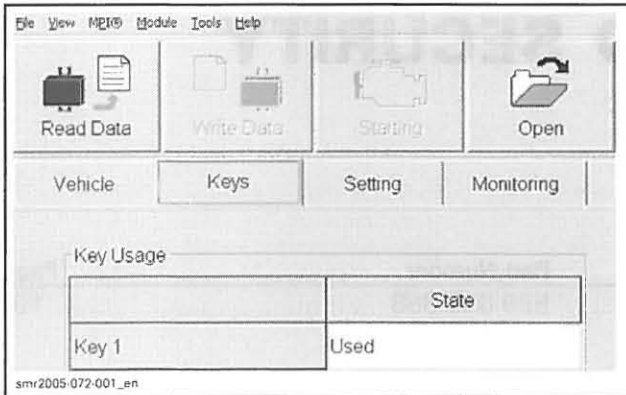 File View MPI® Module Tools Help
Read Data Write Data Starting Open
Vehicle Keys Setting Monitoring
Key Usage
State
Key 1 Used
smr2005-072-001_en
SECURITY